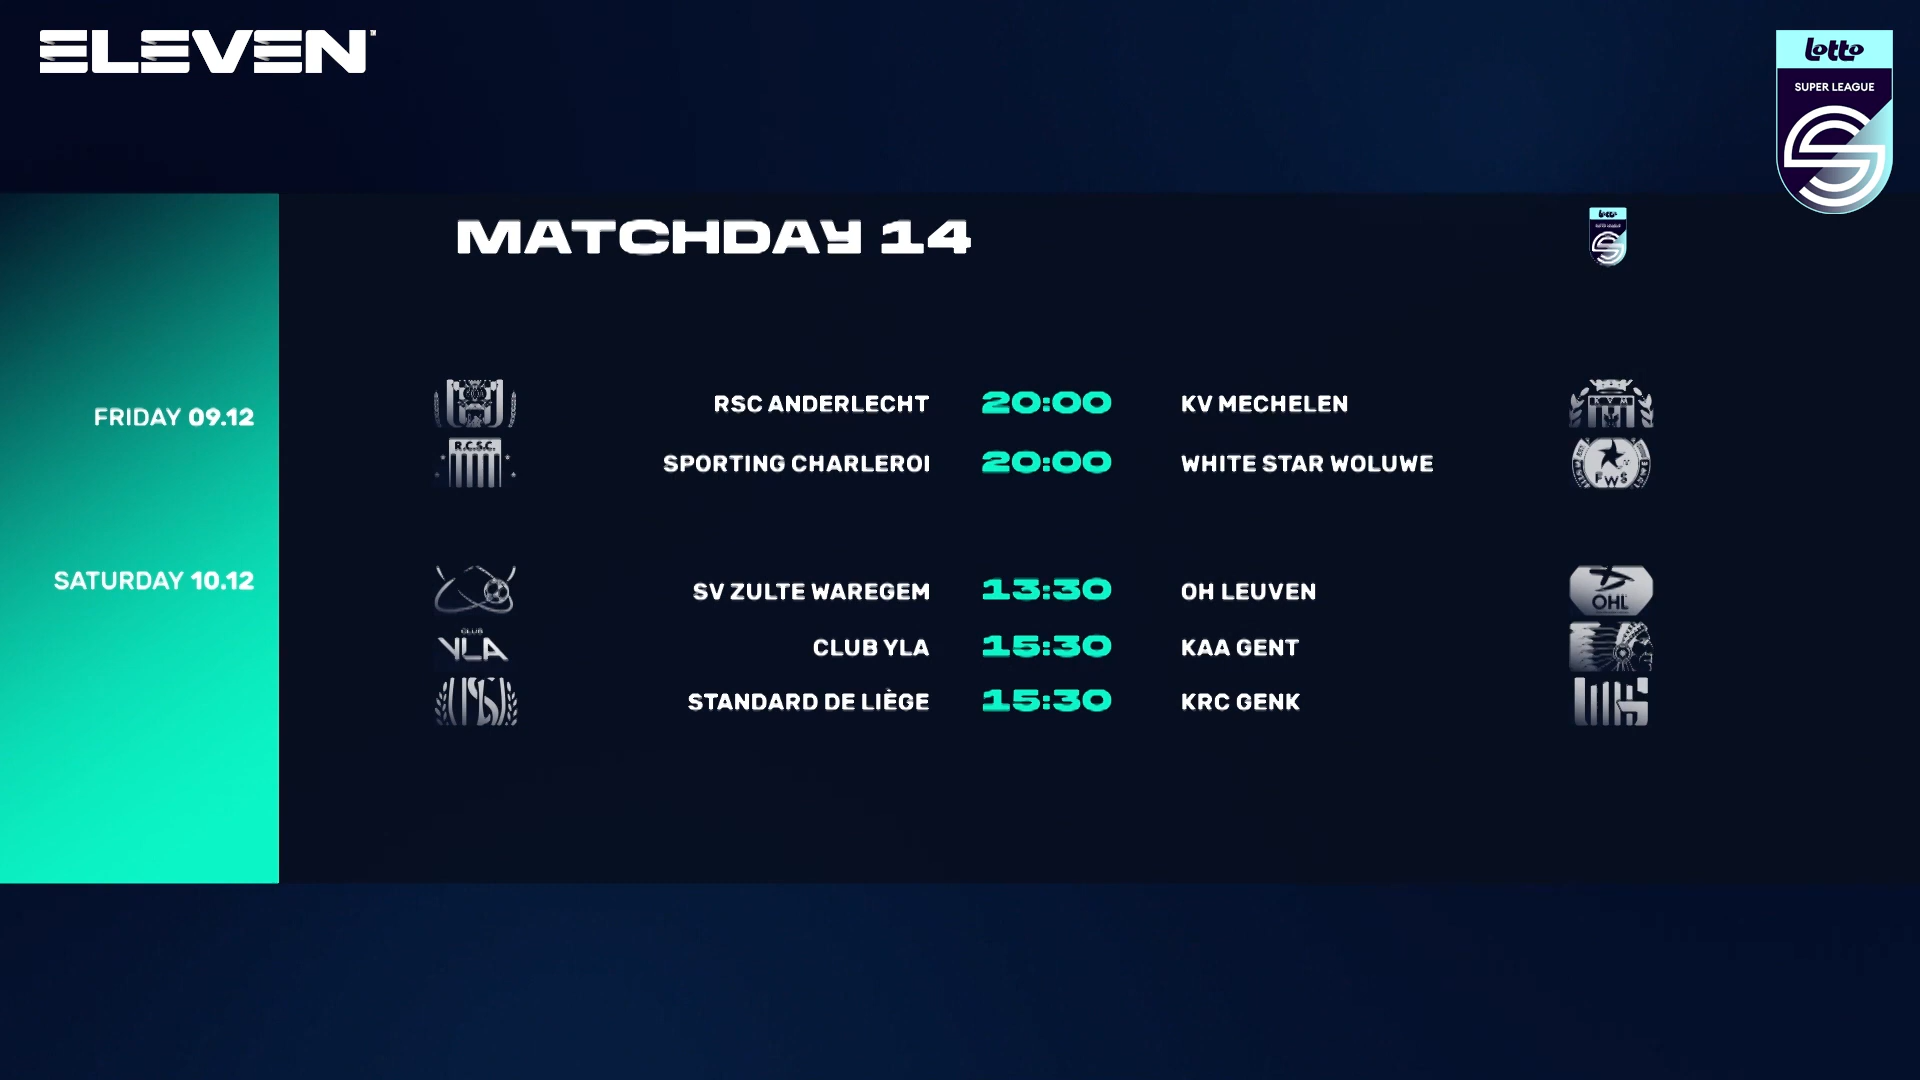 ELEVEN
Lotto
SUPER LEAGUE
MATCHDAY 14
FRIDAY 09.12
RSC ANDERLECHT 20:00 KV MECHELEN
KVM
R.C.S.C.
SPORTING CHARLEROI 20:00 WHITE STAR WOLUWE
FWS
SATURDAY 10.12
SV ZULTE WAREGEM 13:30 OH LEUVEN
OHL
CLUB
YLA
CLUB YLA 15:30 KAA GENT
STANDARD DE LIÈGE 15:30 KRC GENK